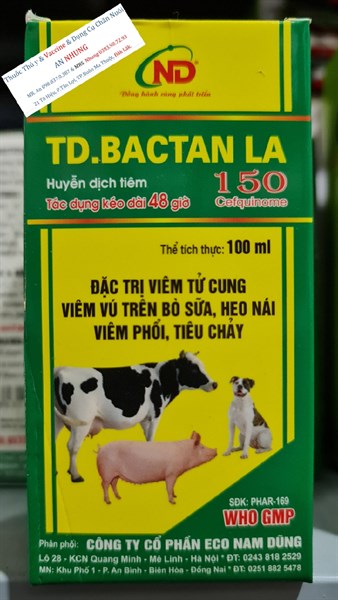 Thuốc Thú y & Vaccine & Dụng Cụ Chăn Nuôi
AN NHUNG
ND
Đồng hành cùng phát triển
TD.BACTAN LA
Huyễn dịch tiêm
150
Tác dụng kéo dài 48 giờ
Cefquinome
Thể tích thực: 100 ml
ĐẶC TRỊ VIÊM TỬ CUNG
VIÊM VÚ TRÊN BÒ SỮA, HEO NÁI
VIÊM PHỔI, TIÊU CHẢY
SĐK: PHAR-169
WHO GMP
Phân phối: CÔNG TY CỔ PHẦN ECO NAM DŨNG
Lô 28 - KCN Quang Minh - Mê Linh - Hà Nội * ĐT: 0243 818 2529
MN: Khu Phố 1 - P. An Bình - Biên Hòa - Đồng Nai * ĐT: 0251 882 5478